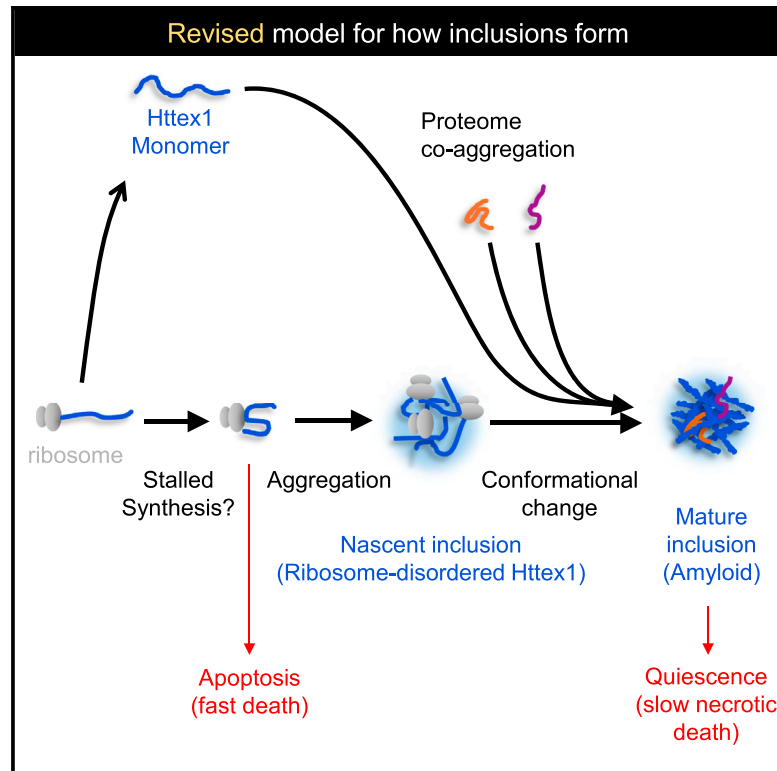 Revised model for how inclusions form
Httex1
Monomer
Proteome
co-aggregation
ribosome
Stalled
Synthesis?
Aggregation
Conformational
change
Nascent inclusion
(Ribosome-disordered Httex1)
Mature
inclusion
(Amyloid)
Apoptosis
(fast death)
Quiescence
(slow necrotic
death)